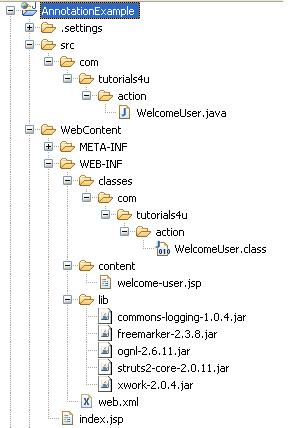 AnnotationExample
.settings
src
com
tutorials4u
action
WelcomeUser.java
WebContent
META-INF
WEB-INF
classes
com
tutorials4u
action
WelcomeUser.class
content
welcome-user.jsp
lib
commons-logging-1.0.4.jar
freemarker-2.3.8.jar
ognl-2.6.11.jar
struts2-core-2.0.11.jar
xwork-2.0.4.jar
web.xml
index.jsp